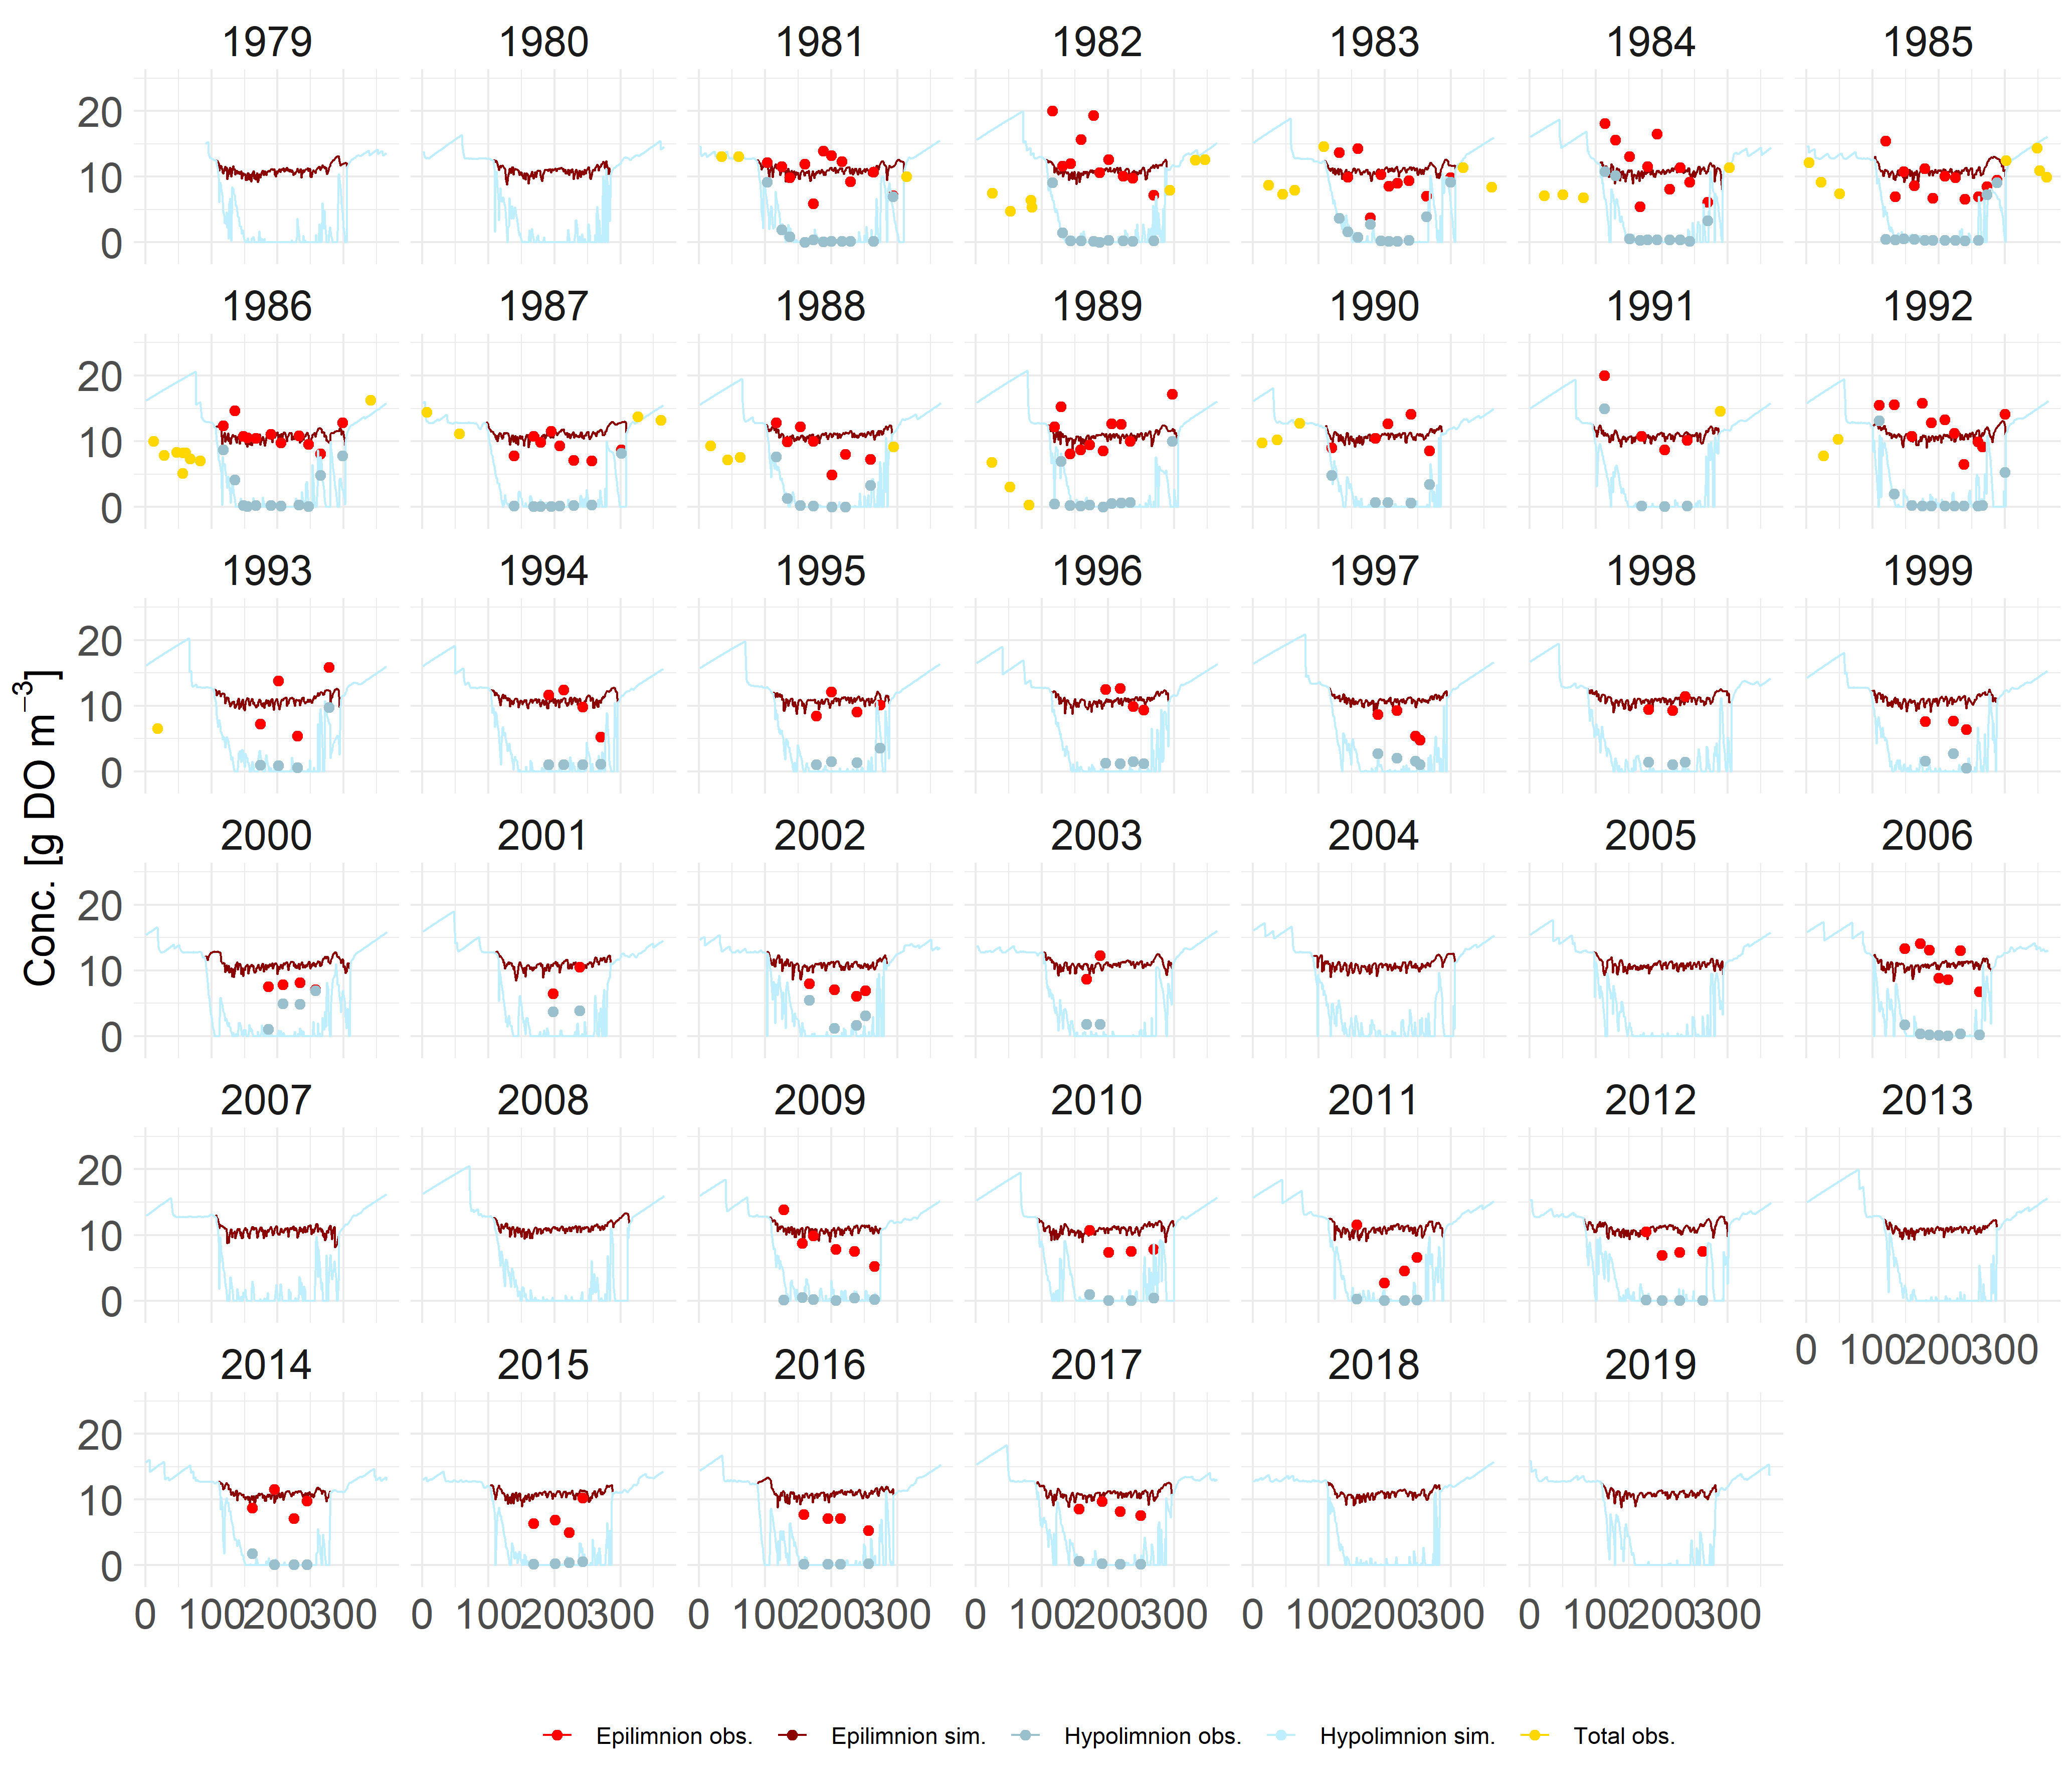 1979 1980 1981 1982 1983 1984 1985
20
10
0
1986 1987 1988 1989 1990 1991 1992
20
10
0
1993 1994 1995 1996 1997 1998 1999
20
10
0
Conc. [g DO m⁻³]
2000 2001 2002 2003 2004 2005 2006
20
10
0
2007 2008 2009 2010 2011 2012 2013
20
10
0
0 100 200 300
2014 2015 2016 2017 2018 2019
20
10
0
0 100 200 300 0 100 200 300 0 100 200 300 0 100 200 300 0 100 200 300 0 100 200 300
Epilimnion obs. Epilimnion sim. Hypolimnion obs. Hypolimnion sim. Total obs.